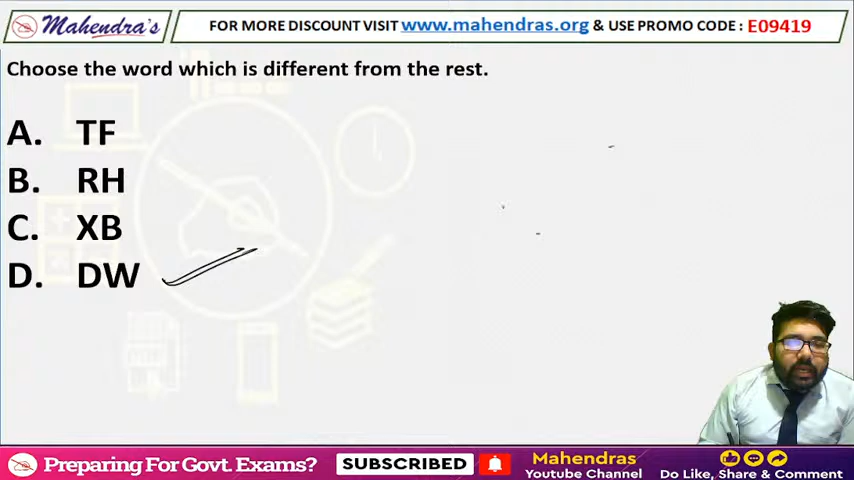 Mahendra's
FOR MORE DISCOUNT VISIT www.mahendras.org & USE PROMO CODE : E09419
Choose the word which is different from the rest.
A. TF
B. RH
C. XB
D. DW
Preparing For Govt. Exams?
SUBSCRIBED
Mahendras
Youtube Channel
Do Like, Share & Comment